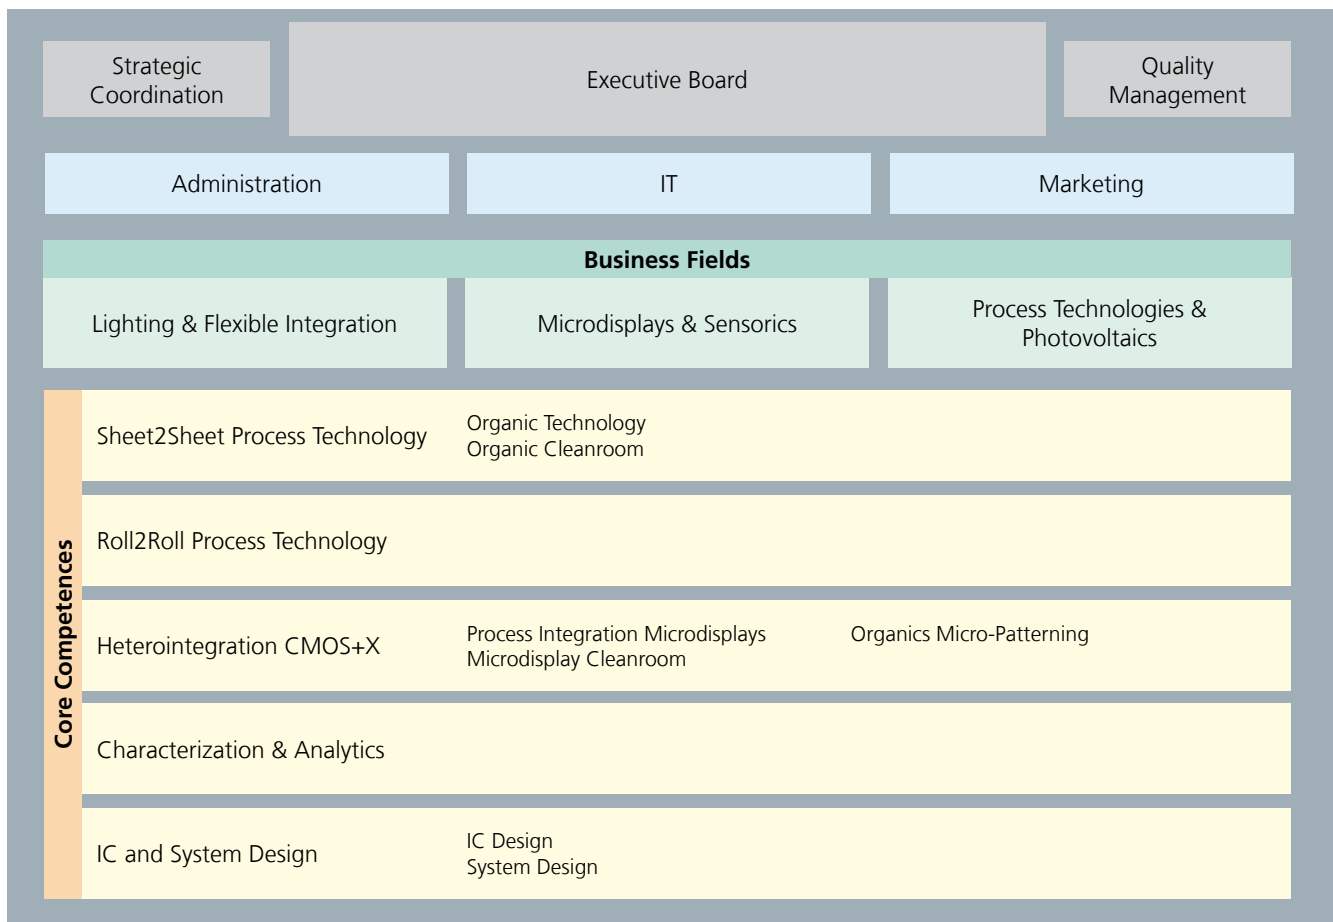 Strategic
Coordination
Executive Board
Quality
Management
Administration
IT
Marketing
Business Fields
Lighting & Flexible Integration
Microdisplays & Sensorics
Process Technologies &
Photovoltaics
Core Competences
Sheet2Sheet Process Technology
Organic Technology
Organic Cleanroom
Roll2Roll Process Technology
Heterointegration CMOS+X
Process Integration Microdisplays
Microdisplay Cleanroom
Organics Micro-Patterning
Characterization & Analytics
IC and System Design
IC Design
System Design